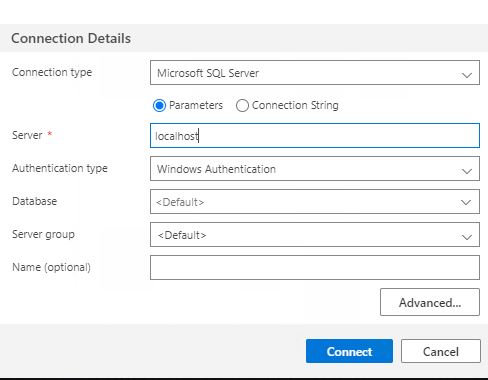 Connection Details
Connection type Microsoft SQL Server
Parameters Connection String
Server * localhost
Authentication type Windows Authentication
Database <Default>
Server group <Default>
Name (optional)
Advanced...
Connect Cancel